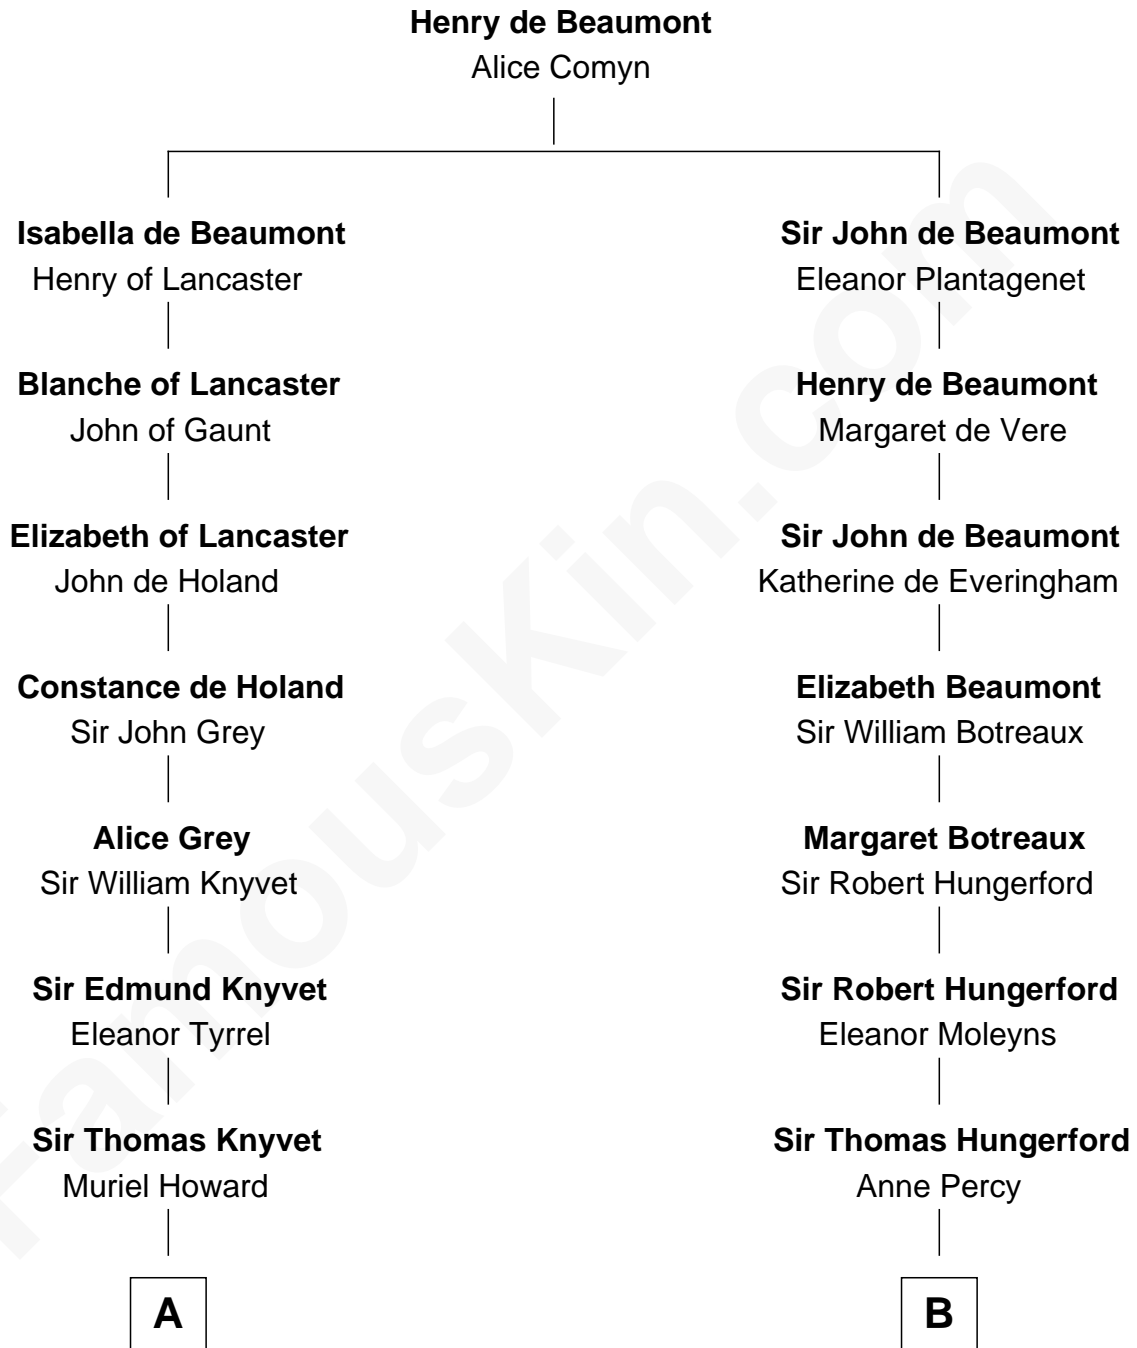 Henry de Beaumont
Alice Comyn
Isabella de Beaumont
Henry of Lancaster
Sir John de Beaumont
Eleanor Plantagenet
Blanche of Lancaster
John of Gaunt
Henry de Beaumont
Margaret de Vere
Elizabeth of Lancaster
John de Holand
Sir John de Beaumont
Katherine de Everingham
Constance de Holand
Sir John Grey
Elizabeth Beaumont
Sir William Botreaux
Alice Grey
Sir William Knyvet
Margaret Botreaux
Sir Robert Hungerford
Sir Edmund Knyvet
Eleanor Tyrrel
Sir Robert Hungerford
Eleanor Moleyns
Sir Thomas Knyvet
Muriel Howard
Sir Thomas Hungerford
Anne Percy
A
B
FamousKin.com